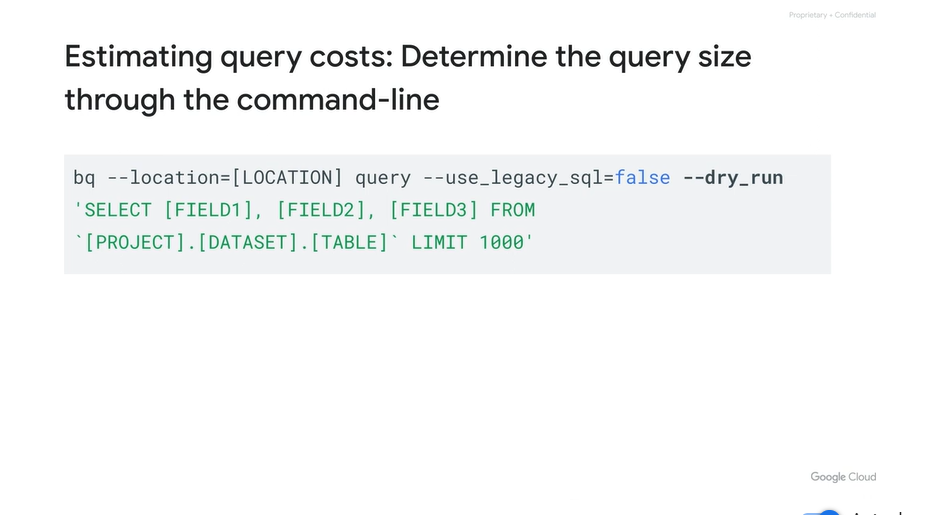 Proprietary + Confidential
Estimating query costs: Determine the query size
through the command-line
bq --location=[LOCATION] query --use_legacy_sql=false --dry_run
'SELECT [FIELD1], [FIELD2], [FIELD3] FROM
`[PROJECT].[DATASET].[TABLE]` LIMIT 1000'
Google Cloud